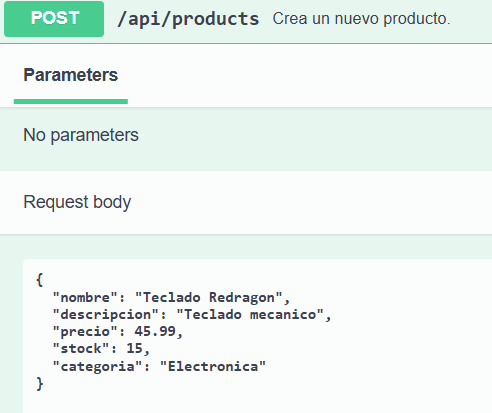 POST /api/products Crea un nuevo producto.
Parameters
No parameters
Request body
{
  "nombre": "Teclado Redragon",
  "descripcion": "Teclado mecanico",
  "precio": 45.99,
  "stock": 15,
  "categoria": "Electronica"
}